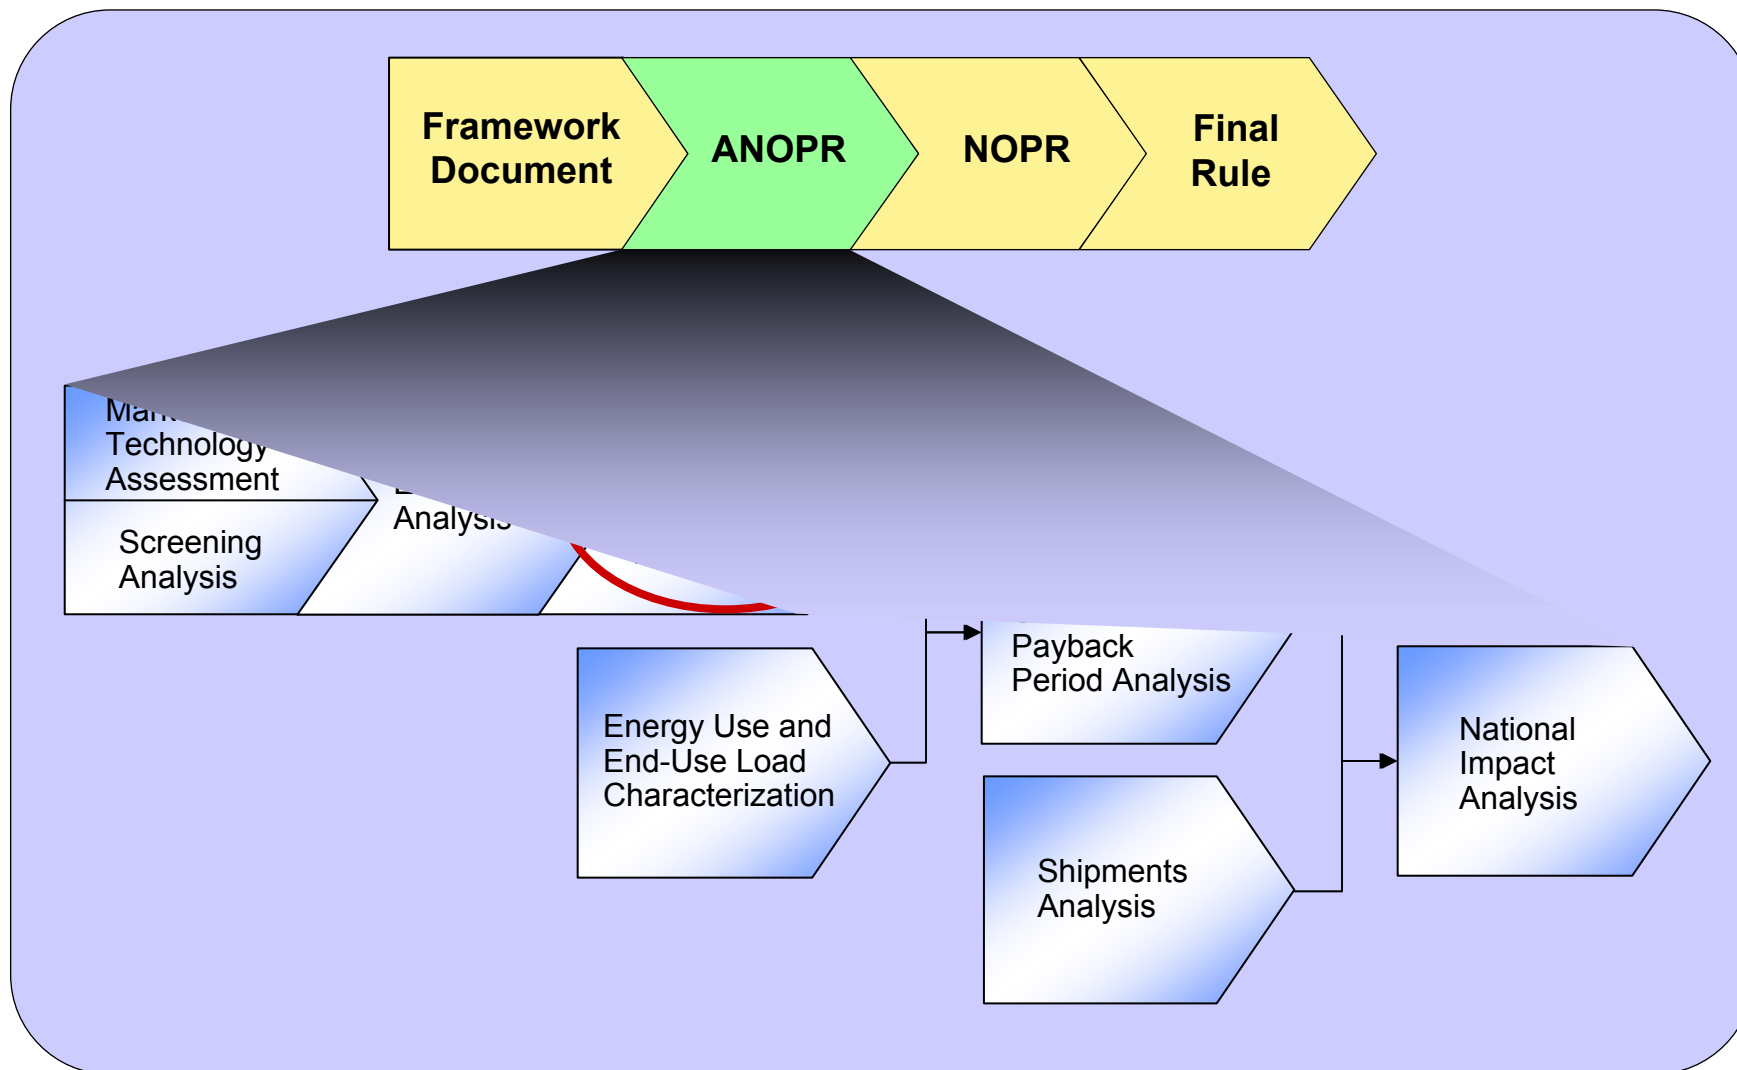 Framework
Document
ANOPR
NOPR
Final
Rule
Technology
Assessment
Screening
Analysis
Analysis
Payback
Period Analysis
Energy Use and
End-Use Load
Characterization
National
Impact
Analysis
Shipments
Analysis